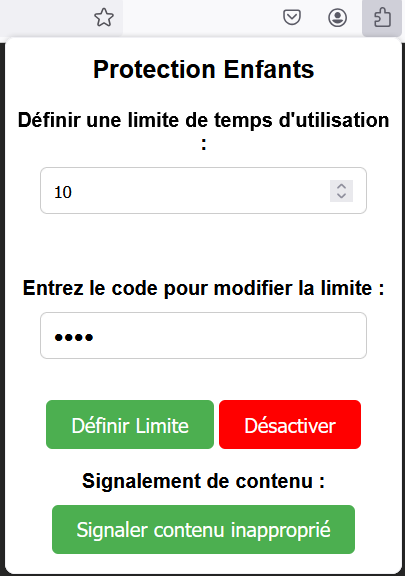 Protection Enfants
Définir une limite de temps d'utilisation
:
10
Entrez le code pour modifier la limite :
••••
Définir Limite Désactiver
Signalement de contenu :
Signaler contenu inapproprié